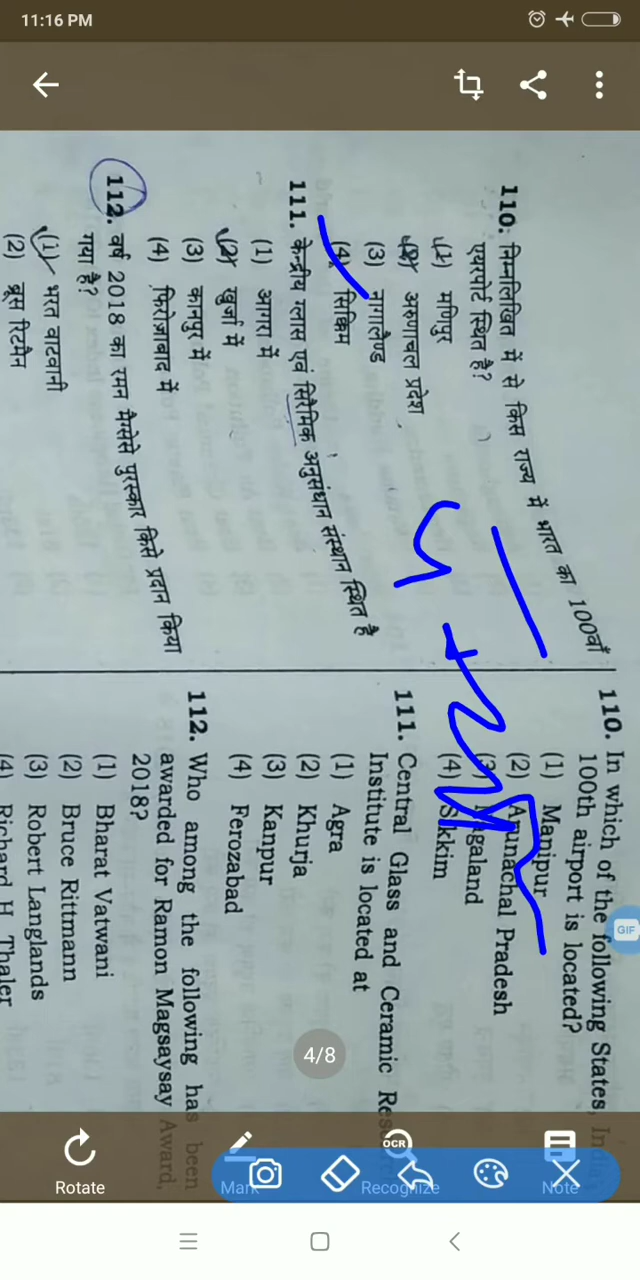 11:16 PM
110. निम्नलिखित में से किस राज्य में भारत का 100वाँ
एयरपोर्ट स्थित है?
(1) मणिपुर
(2) अरुणाचल प्रदेश
(3) नागालैण्ड
(4) सिक्किम
111. केन्द्रीय ग्लास एवं सिरैमिक अनुसंधान संस्थान स्थित है
(1) आगरा में
(2) खुर्जा में
(3) कानपुर में
(4) फिरोज़ाबाद में
112. वर्ष 2018 का रमन मैग्सेसे पुरस्कार किसे प्रदान किया
गया है?
(1) भरत वाटवानी
(2) ब्रूस रिटमैन
110. In which of the following States,
100th airport is located?
(1) Manipur
(2) Arunachal Pradesh
(3) Nagaland
(4) Sikkim
111. Central Glass and Ceramic
Institute is located at
(1) Agra
(2) Khurja
(3) Kanpur
(4) Ferozabad
112. Who among the following has been
awarded for Ramon Magsaysay Award,
2018?
(1) Bharat Vatwani
(2) Bruce Rittmann
(3) Robert Langlands
(4) Richard H. Thaler
GIF
4/8
Rotate
Mark
OCR
Recognize
Note